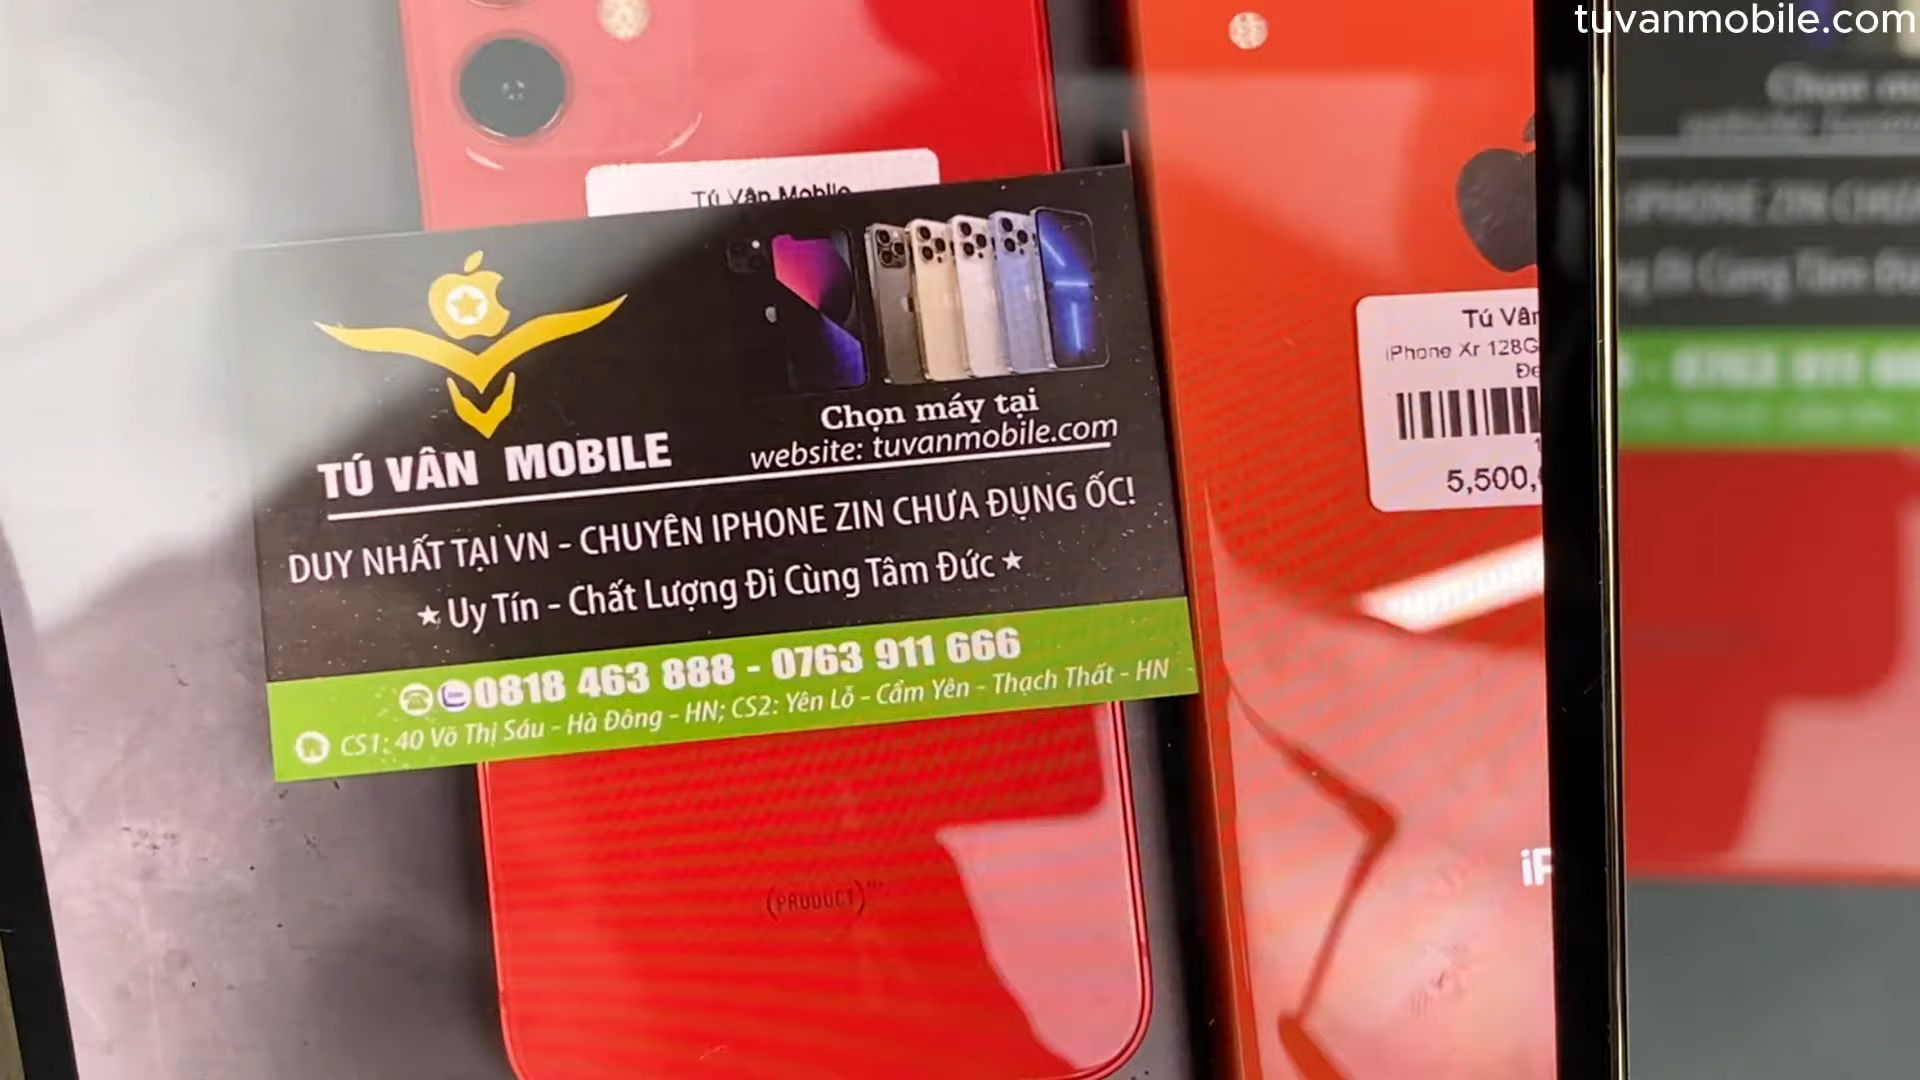 tuvanmobile.com
Tú Vân Mobile
TÚ VÂN MOBILE
Chọn máy tại
website: tuvanmobile.com
DUY NHẤT TẠI VN - CHUYÊN IPHONE ZIN CHƯA ĐỤNG ỐC!
★ Uy Tín - Chất Lượng Đi Cùng Tâm Đức ★
0818 463 888 - 0763 911 666
CS1: 40 Võ Thị Sáu - Hà Đông - HN; CS2: Yên Lỗ - Cẩm Yên - Thạch Thất - HN
(PRODUCT)
Tú Vân
iPhone Xr 128G
5,500,
iP